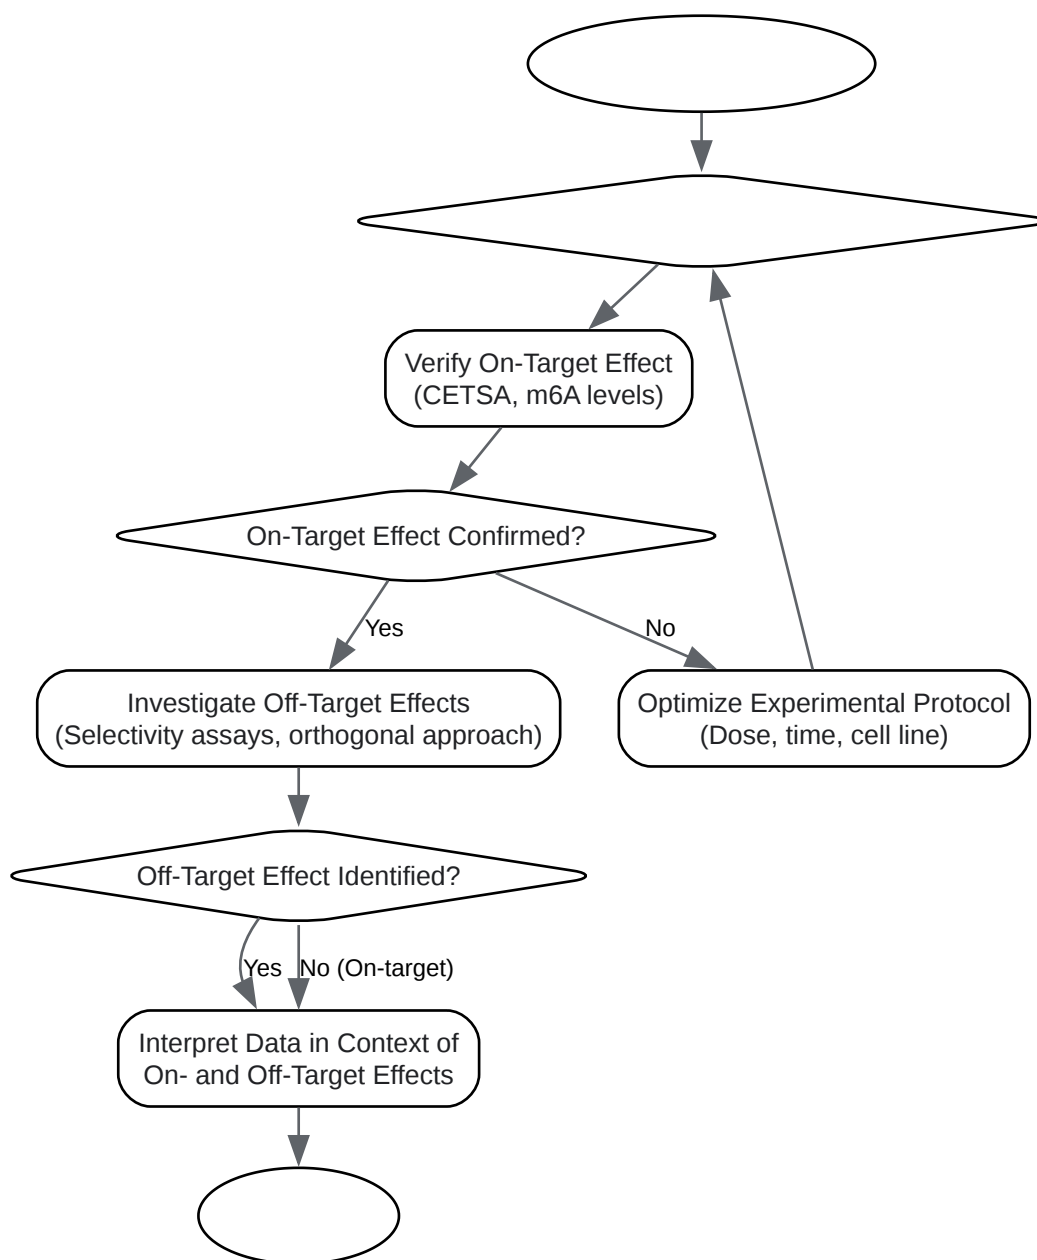 Verify On-Target Effect
(CETSA, m6A levels)
On-Target Effect Confirmed?
Yes
No
Investigate Off-Target Effects
(Selectivity assays, orthogonal approach)
Optimize Experimental Protocol
(Dose, time, cell line)
Off-Target Effect Identified?
Yes
No (On-target)
Interpret Data in Context of
On- and Off-Target Effects